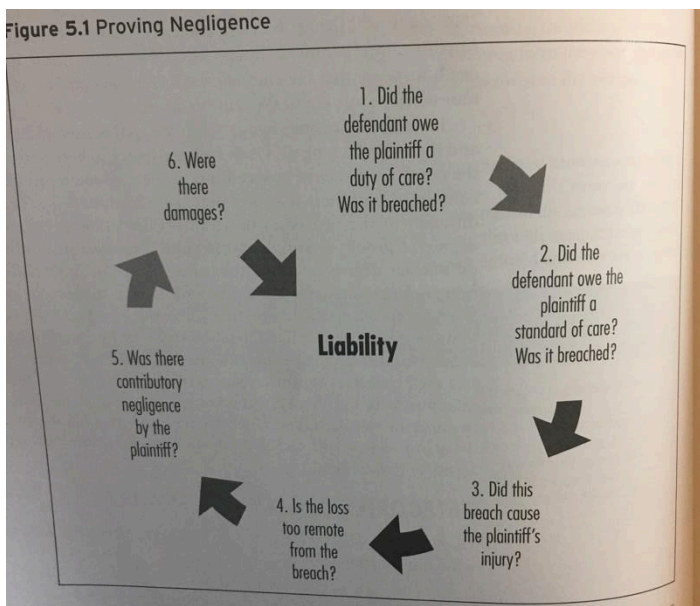 Figure 5.1 Proving Negligence
1. Did the
defendant owe
the plaintiff a
duty of care?
Was it breached?
2. Did the
defendant owe the
plaintiff a
standard of care?
Was it breached?
3. Did this
breach cause
the plaintiff's
injury?
4. Is the loss
too remote
from the
breach?
5. Was there
contributory
negligence
by the
plaintiff?
6. Were
there
damages?
Liability